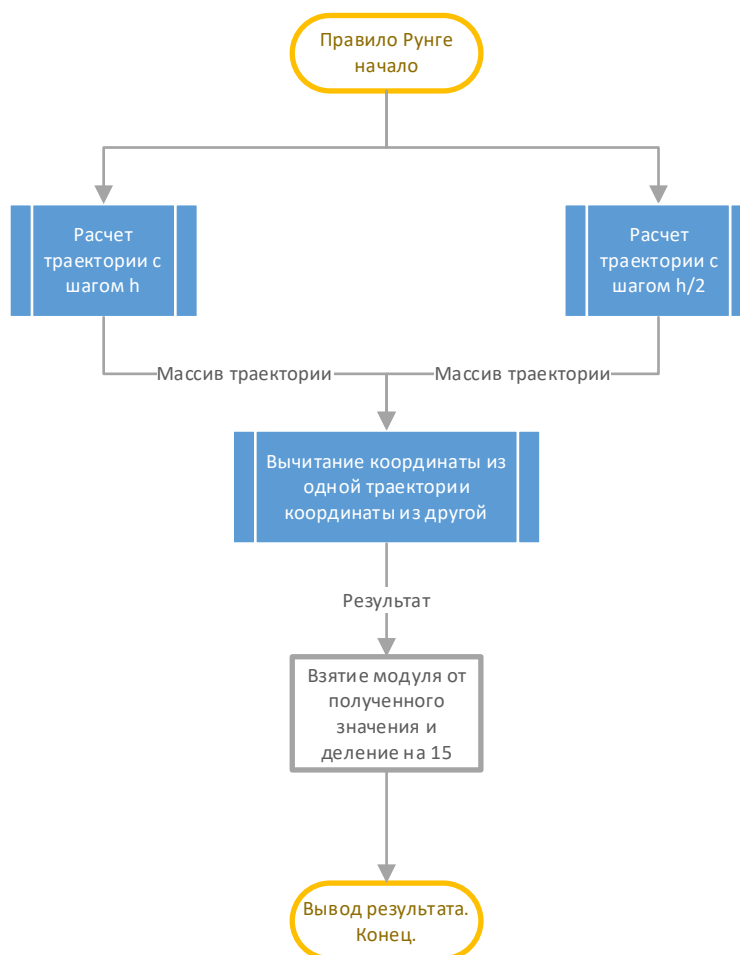 Правило Рунге
начало
Расчет
траектории с
шагом h
Расчет
траектории с
шагом h/2
Массив траектории
Массив траектории
Вычитание координаты из
одной траектории
координаты из другой
Результат
Взятие модуля от
полученного
значения и
деление на 15
Вывод результата.
Конец.